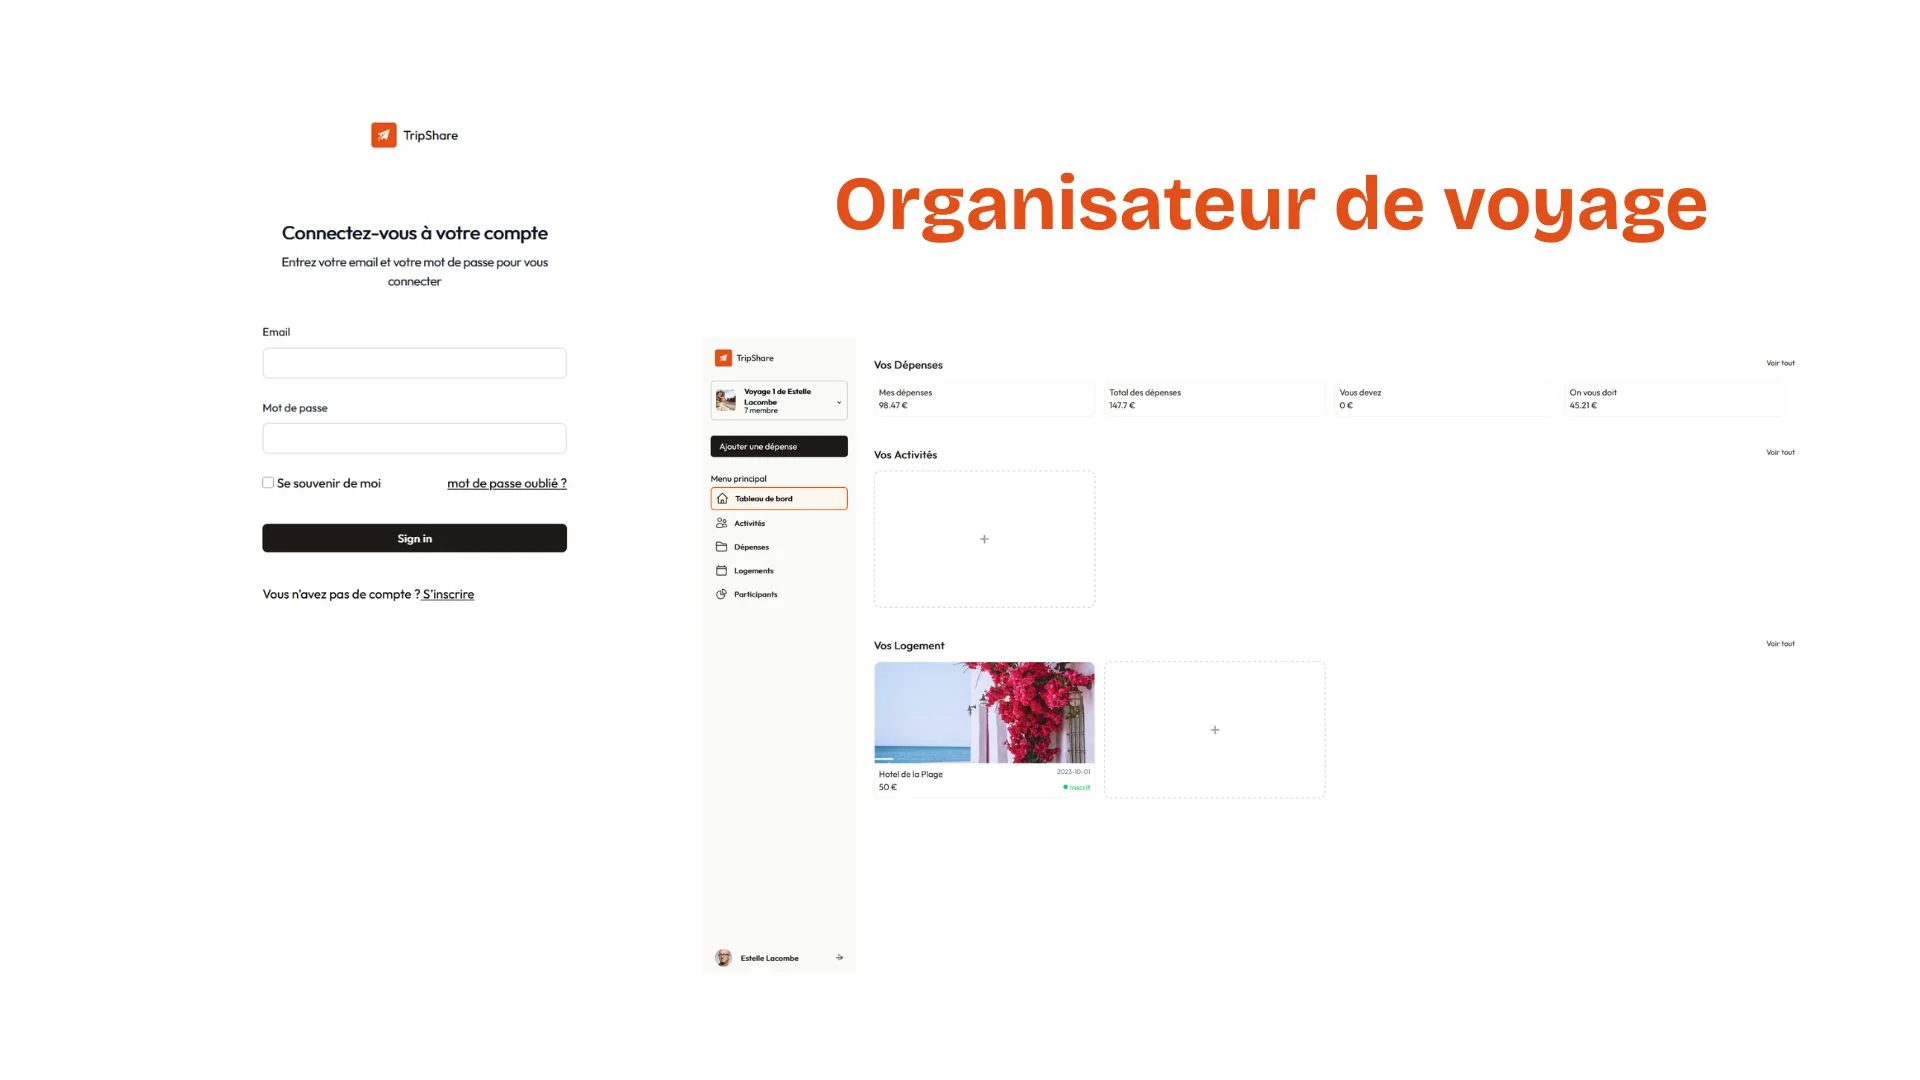 TripShare
Connectez-vous à votre compte
Entrez votre email et votre mot de passe pour vous
connecter
Email
Mot de passe
Se souvenir de moi
mot de passe oublié ?
Sign in
Vous n'avez pas de compte ? S'inscrire
Organisateur de voyage
TripShare
Voyage 1 de Estelle
Lacombe
7 membre
Ajouter une dépense
Menu principal
Tableau de bord
Activités
Dépenses
Logements
Participants
Estelle Lacombe
Vos Dépenses
Voir tout
Mes dépenses
98.47 €
Total des dépenses
147.7 €
Vous devez
0 €
On vous doit
45.21 €
Vos Activités
Voir tout
+
Vos Logement
Voir tout
Hotel de la Plage
2023-10-01
50 €
Inscrit
+